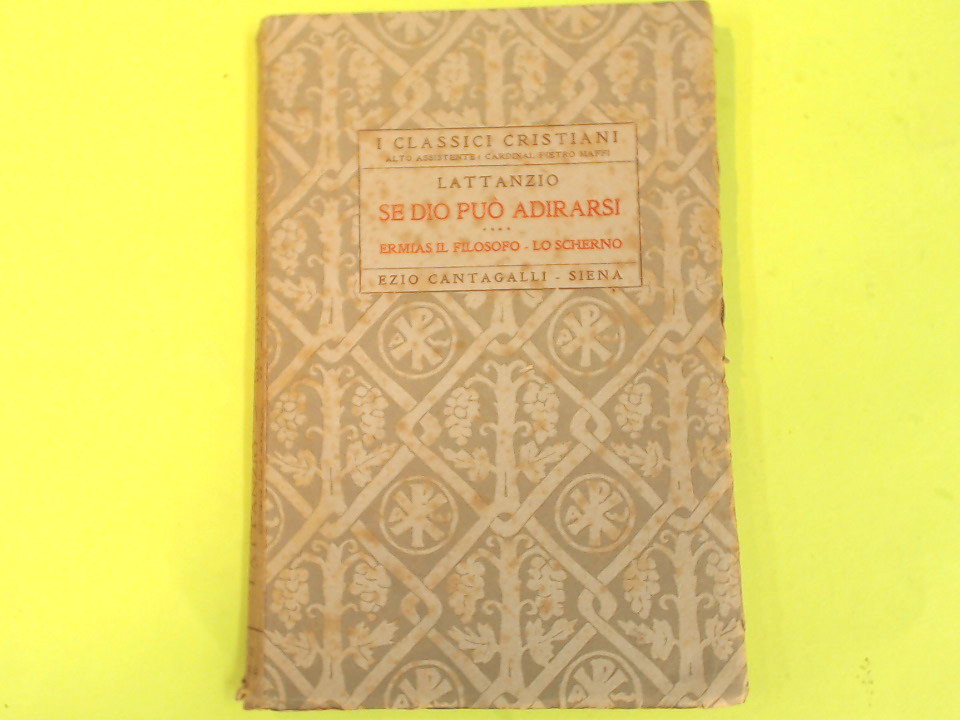 I CLASSICI CRISTIANI
ALTO ASSISTENTE: CARDINAL PIETRO MAFFI
LATTANZIO
SE DIO PUÒ ADIRARSI
ERMIAS IL FILOSOFO - LO SCHERNO
EZIO CANTAGALLI - SIENA